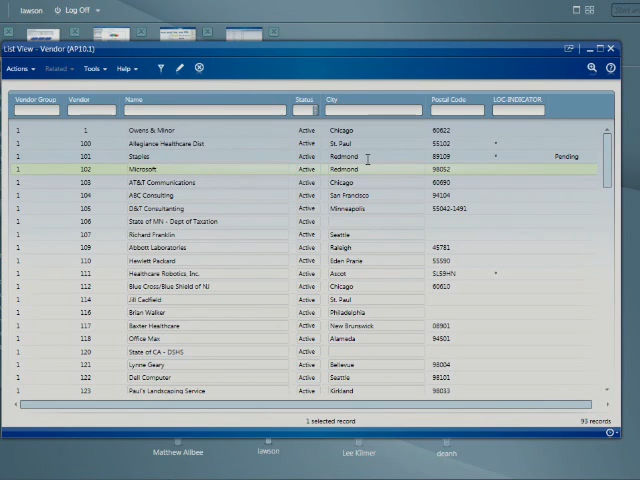 lawson Log Off
List View - Vendor (AP10.1)
Actions Related Tools Help
Vendor Group Vendor Name Status City Postal Code LOC-INDICATOR
1 1 Owens & Minor Active Chicago 60622
1 100 Allegiance Healthcare Dist Active St. Paul 55102 *
1 101 Staples Active Redmond 89109 * Pending
1 102 Microsoft Active Redmond 98052
1 103 AT&T Communications Active Chicago 60690
1 104 ABC Consulting Active San Francisco 94104
1 105 D&T Consultanting Active Minneapolis 55042-1491
1 106 State of MN - Dept of Taxation Active
1 107 Richard Franklin Active Seattle
1 109 Abbott Laboratories Active Raleigh 45781
1 110 Hewlett Packard Active Eden Prarie 55590
1 111 Healthcare Robotics, Inc. Active Ascot SL59HN *
1 112 Blue Cross/Blue Shield of NJ Active Chicago 60610
1 114 Jill Cadfield Active St. Paul
1 116 Brian Walker Active Philadelphia
1 117 Baxter Healthcare Active New Brunswick 08901
1 118 Office Max Active Alameda 94501
1 120 State of CA - DSHS Active
1 121 Lynne Geary Active Bellevue 98004
1 122 Dell Computer Active Seattle 98101
1 123 Paul's Landscaping Service Active Kirkland 98033
1 selected record 93 records
Matthew Allbee lawson Lee Kilmer deanh